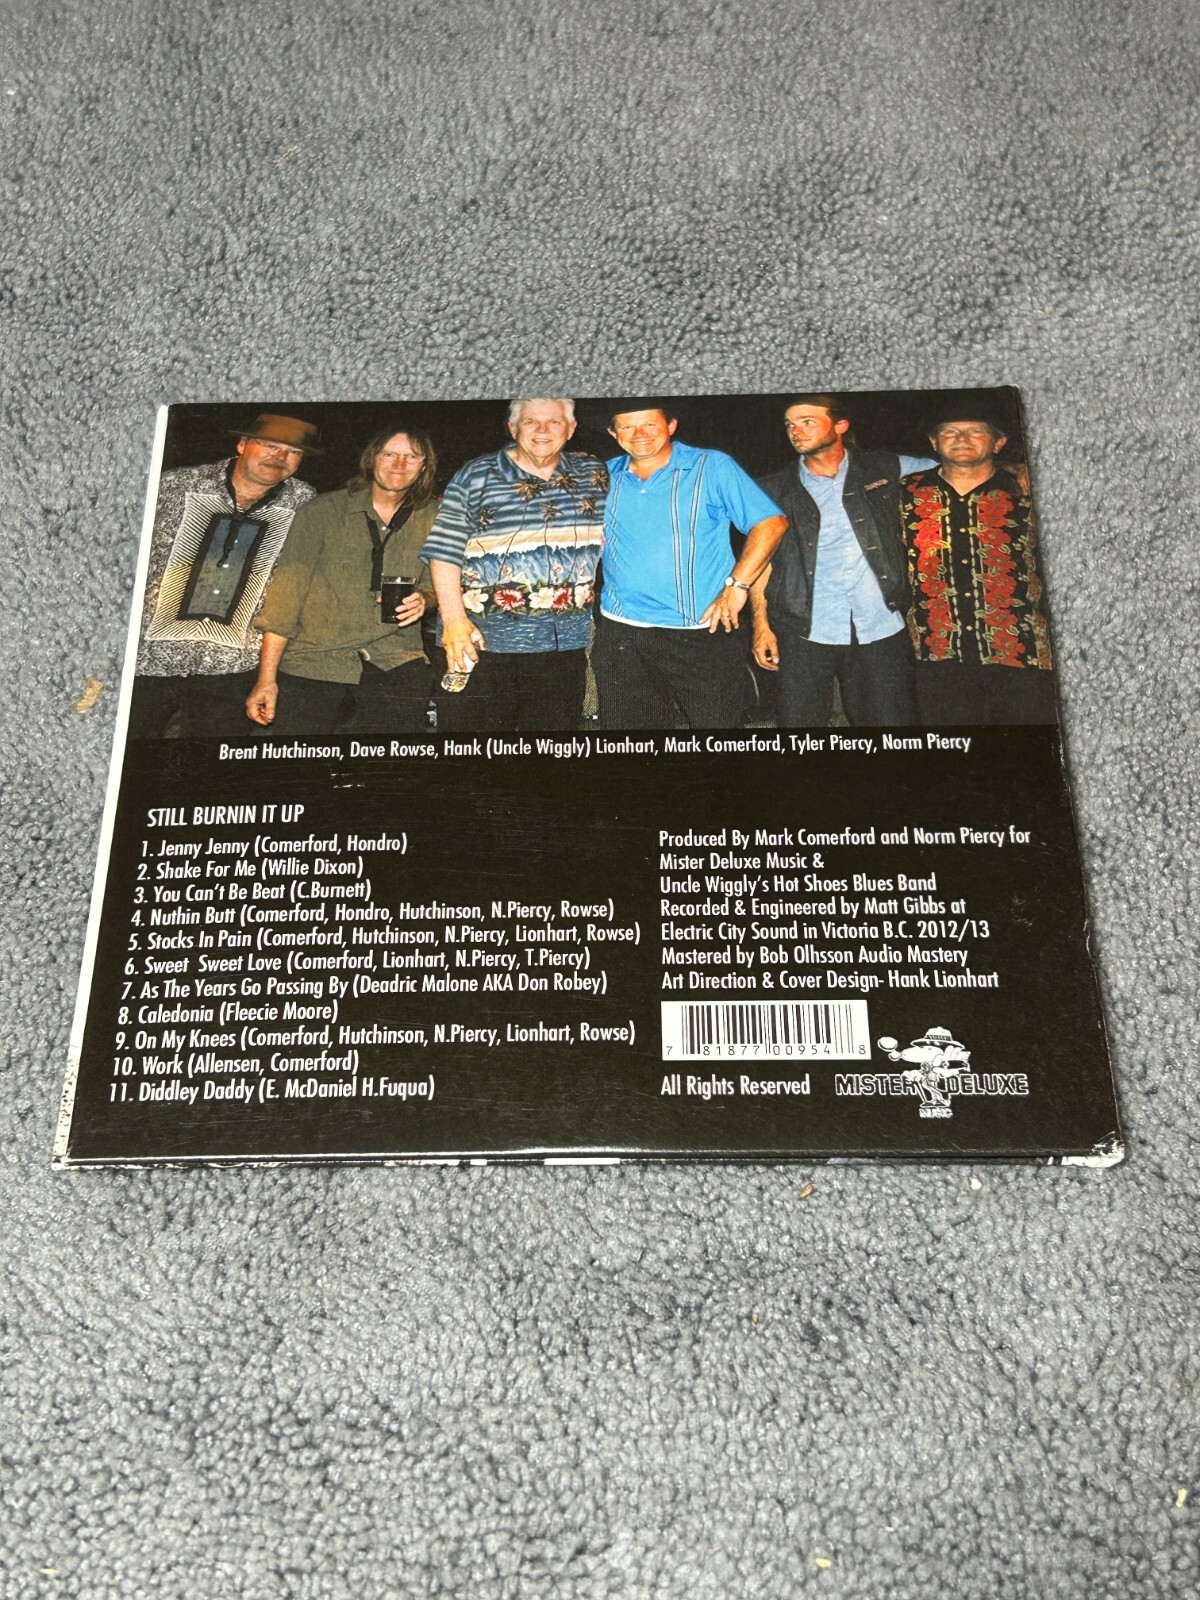 Brent Hutchinson, Dave Rowse, Hank (Uncle Wiggly) Lionhart, Mark Comerford, Tyler Piercy, Norm Piercy
STILL BURNIN IT UP
1. Jenny Jenny (Comerford, Hondro)
2. Shake For Me (Willie Dixon)
3. You Can't Be Beat (C.Burnett)
4. Nuthin Butt (Comerford, Hondro, Hutchinson, N.Piercy, Rowse)
5. Stocks In Pain (Comerford, Hutchinson, N.Piercy, Lionhart, Rowse)
6. Sweet Sweet Love (Comerford, Lionhart, N.Piercy, T.Piercy)
7. As The Years Go Passing By (Deadric Malone AKA Don Robey)
8. Caledonia (Fleecie Moore)
9. On My Knees (Comerford, Hutchinson, N.Piercy, Lionhart, Rowse)
10. Work (Allensen, Comerford)
11. Diddley Daddy (E. McDaniel H.Fuqua)
Produced By Mark Comerford and Norm Piercy for
Mister Deluxe Music &
Uncle Wiggly's Hot Shoes Blues Band
Recorded & Engineered by Matt Gibbs at
Electric City Sound in Victoria B.C. 2012/13
Mastered by Bob Olhsson Audio Mastery
Art Direction & Cover Design- Hank Lionhart
7 81877 00954 8
All Rights Reserved
MISTER DELUXE
MUSIC